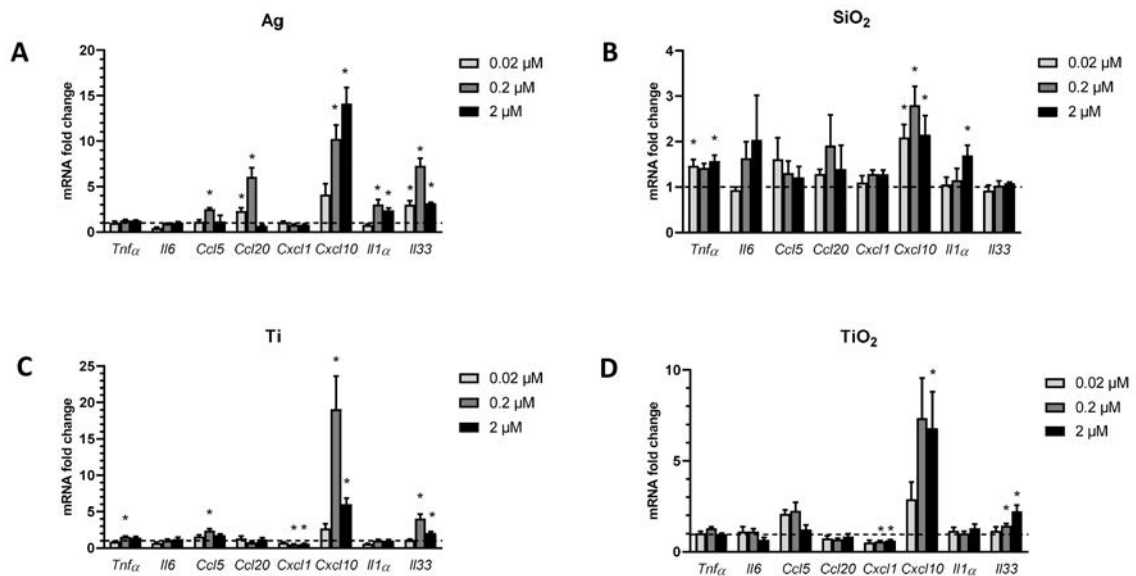 A
Ag
mRNA fold change
20
15
10
5
0
* * * * * * * * * * *
Tnfα Il6 Ccl5 Ccl20 Cxcl1 Cxcl10 Il1α Il33
0.02 µM
0.2 µM
2 µM
B
SiO₂
mRNA fold change
4
3
2
1
0
* * * * * *
Tnfα Il6 Ccl5 Ccl20 Cxcl1 Cxcl10 Il1α Il33
0.02 µM
0.2 µM
2 µM
C
Ti
mRNA fold change
25
20
15
10
5
0
* * * * * * * *
Tnfα Il6 Ccl5 Ccl20 Cxcl1 Cxcl10 Il1α Il33
0.02 µM
0.2 µM
2 µM
D
TiO₂
mRNA fold change
10
5
0
* * * * *
Tnfα Il6 Ccl5 Ccl20 Cxcl1 Cxcl10 Il1α Il33
0.02 µM
0.2 µM
2 µM